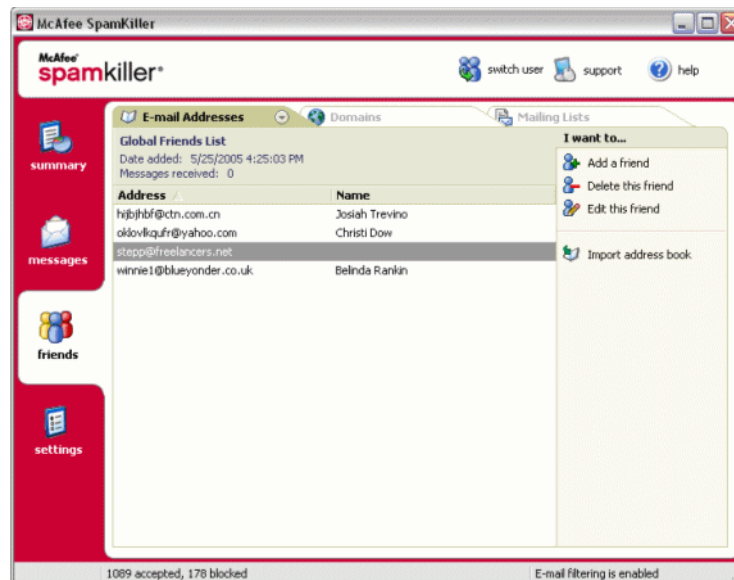 McAfee SpamKiller
McAfee®
spamkiller®
switch user
support
help
summary
messages
friends
settings
E-mail Addresses
Domains
Mailing Lists
Global Friends List
Date added: 5/25/2005 4:25:03 PM
Messages received: 0
Address Name
hijbjhbf@ctn.com.cn Josiah Trevino
oklovlkqufr@yahoo.com Christi Dow
stepp@freelancers.net
winnie1@blueyonder.co.uk Belinda Rankin
I want to...
Add a friend
Delete this friend
Edit this friend
Import address book
1089 accepted, 178 blocked
E-mail filtering is enabled